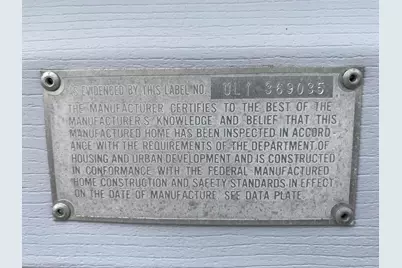 AS EVIDENCED BY THIS LABEL NO. ULI 369035
THE MANUFACTURER CERTIFIES TO THE BEST OF THE
MANUFACTURER'S KNOWLEDGE AND BELIEF THAT THIS
MANUFACTURED HOME HAS BEEN INSPECTED IN ACCORD-
ANCE WITH THE REQUIREMENTS OF THE DEPARTMENT OF
HOUSING AND URBAN DEVELOPMENT AND IS CONSTRUCTED
IN CONFORMANCE WITH THE FEDERAL MANUFACTURED
HOME CONSTRUCTION AND SAFETY STANDARDS IN EFFECT
ON THE DATE OF MANUFACTURE. SEE DATA PLATE.